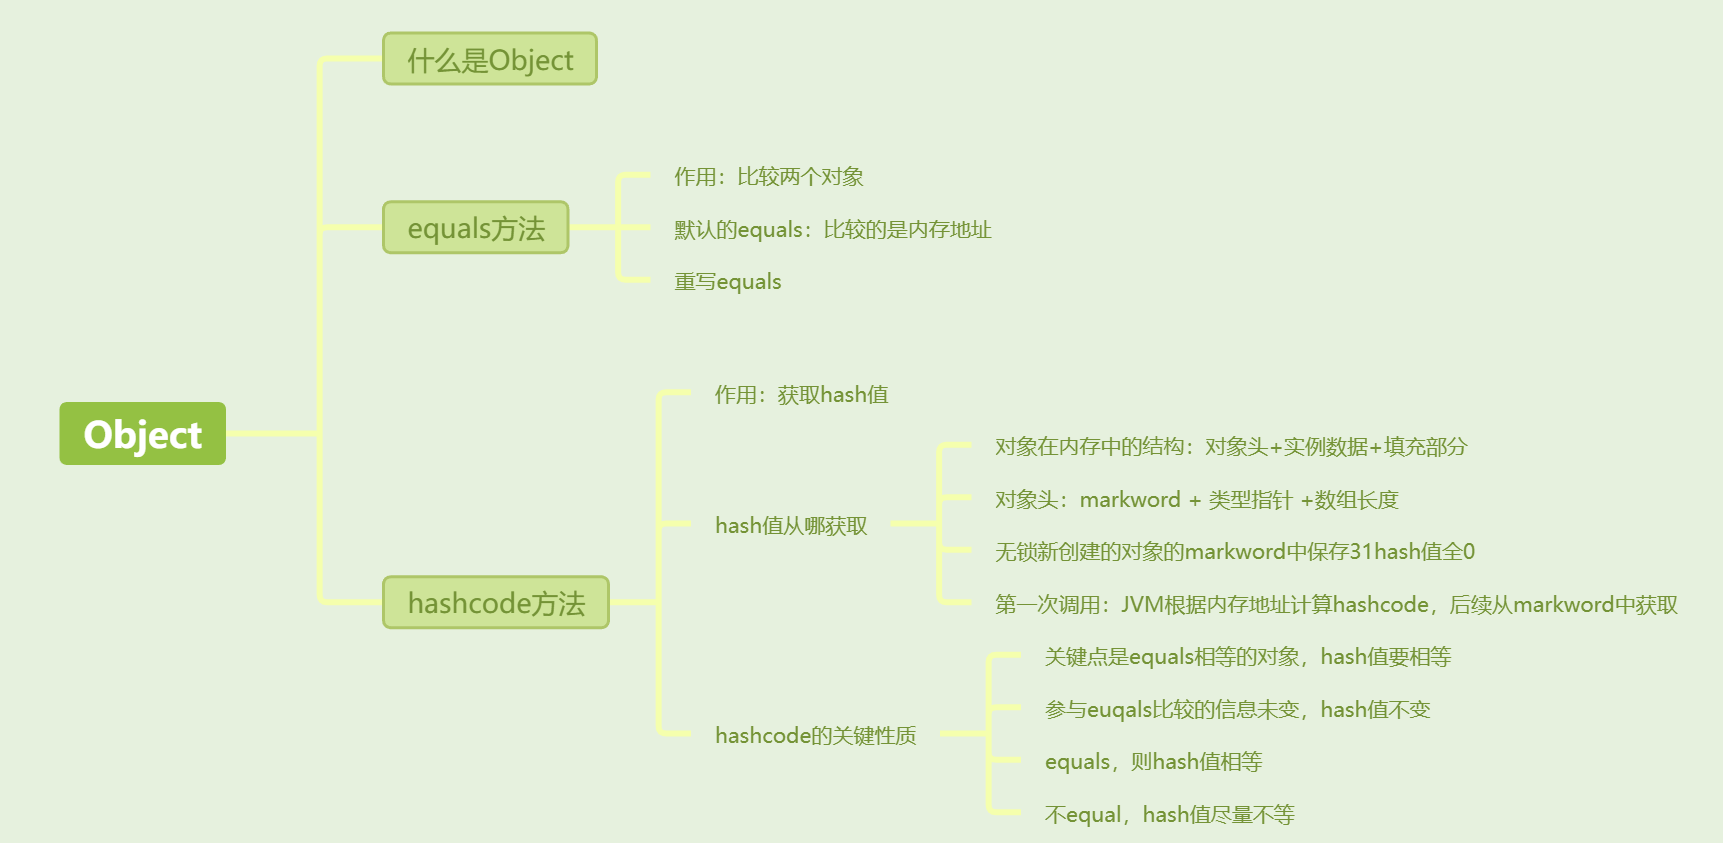 什么是Object
作用：比较两个对象
equals方法
默认的equals：比较的是内存地址
重写equals
Object
作用：获取hash值
对象在内存中的结构：对象头+实例数据+填充部分
对象头：markword + 类型指针 +数组长度
hash值从哪获取
无锁新创建的对象的markword中保存31hash值全0
hashcode方法
第一次调用：JVM根据内存地址计算hashcode，后续从markword中获取
关键点是equals相等的对象，hash值要相等
参与euqals比较的信息未变，hash值不变
hashcode的关键性质
equals，则hash值相等
不equal，hash值尽量不等